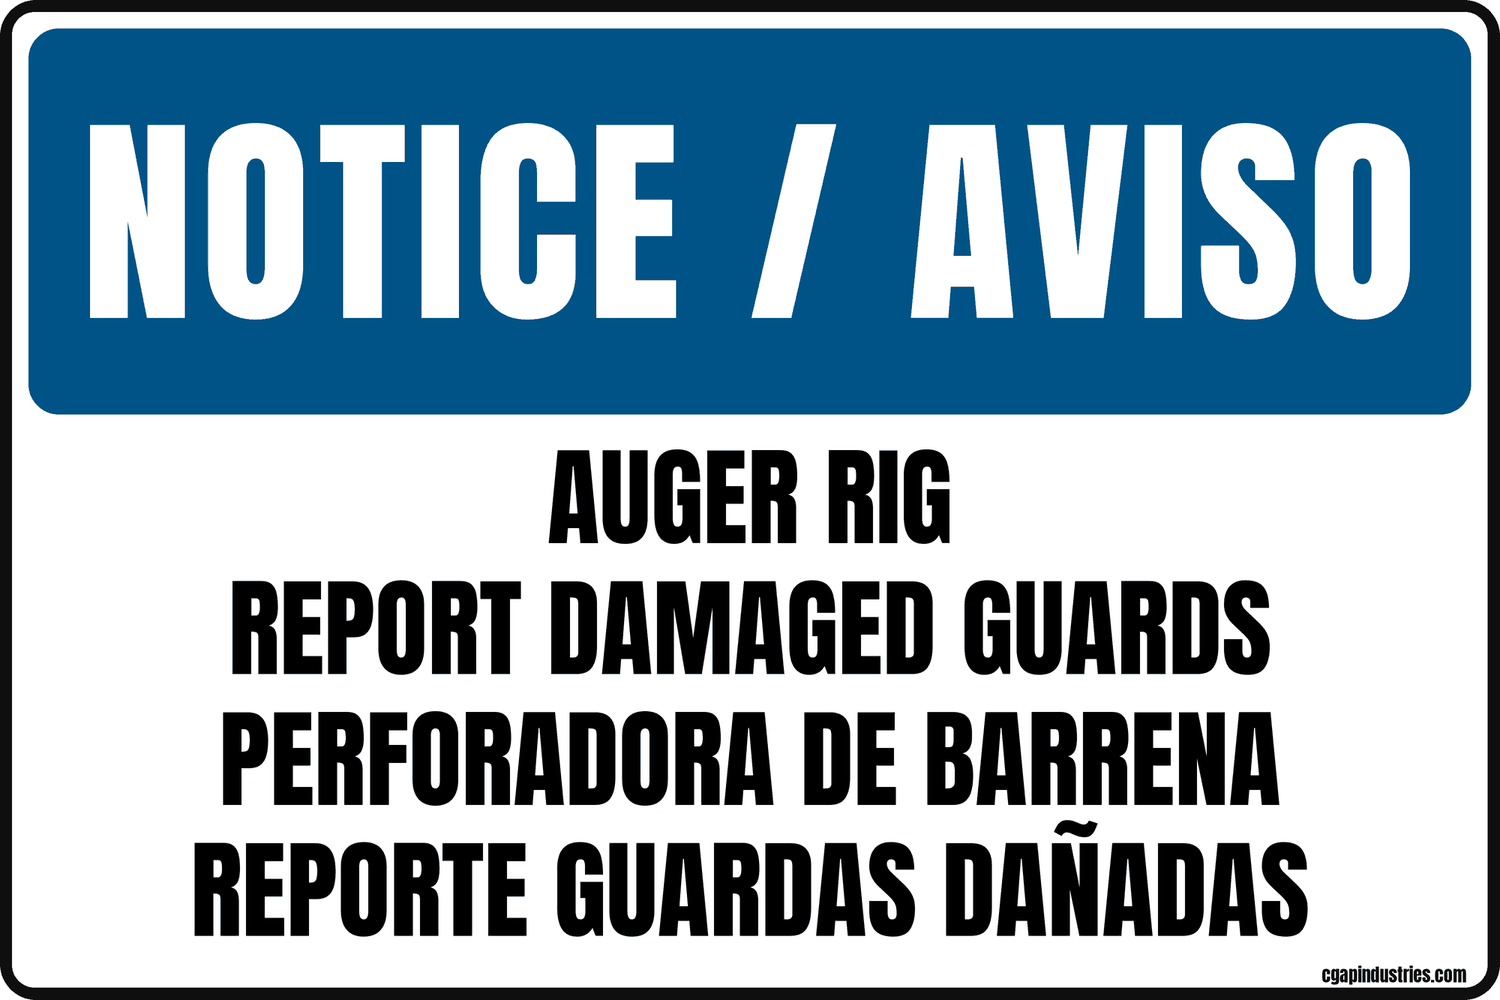 NOTICE / AVISO
AUGER RIG
REPORT DAMAGED GUARDS
PERFORADORA DE BARRENA
REPORTE GUARDAS DAÑADAS
cgapindustries.com